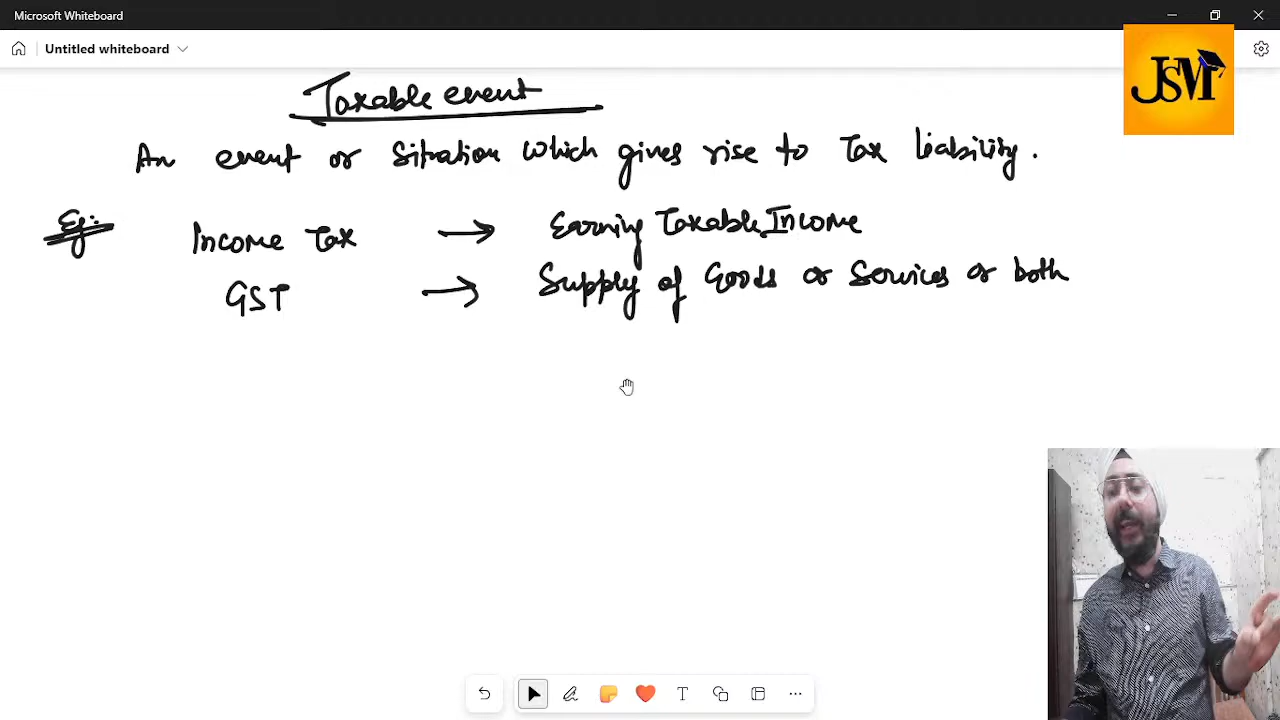 Microsoft Whiteboard
Untitled whiteboard
JSM
Taxable event
An event or Sitration which gives rise to Tax liability.
Eg:-
Income Tax → Earning Taxable Income
GST → Supply of Goods or Services or both
T